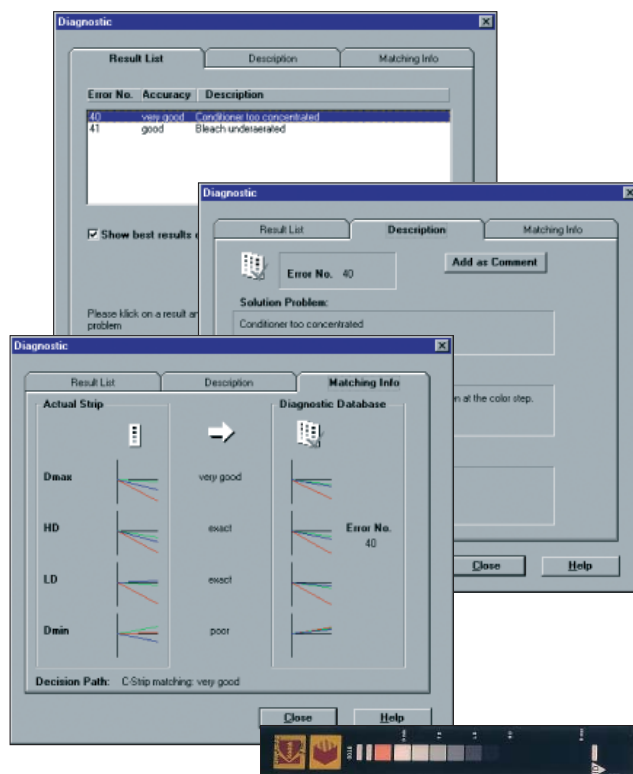 Diagnostic
Result List
Description
Matching Info
Error No. Accuracy Description
40 very good Conditioner too concentrated
41 good Bleach underaerated
Show best results
Please klick on a result an
problem
Diagnostic
Result List
Description
Matching Info
Error No. 40
Add as Comment
Solution Problem:
Conditioner too concentrated
n at the color step.
Close
Help
Diagnostic
Result List
Description
Matching Info
Actual Strip
Diagnostic Database
Dmax
very good
HD
exact
Error No.
40
LD
exact
Dmin
poor
Decision Path: C-Strip matching: very good
Close
Help